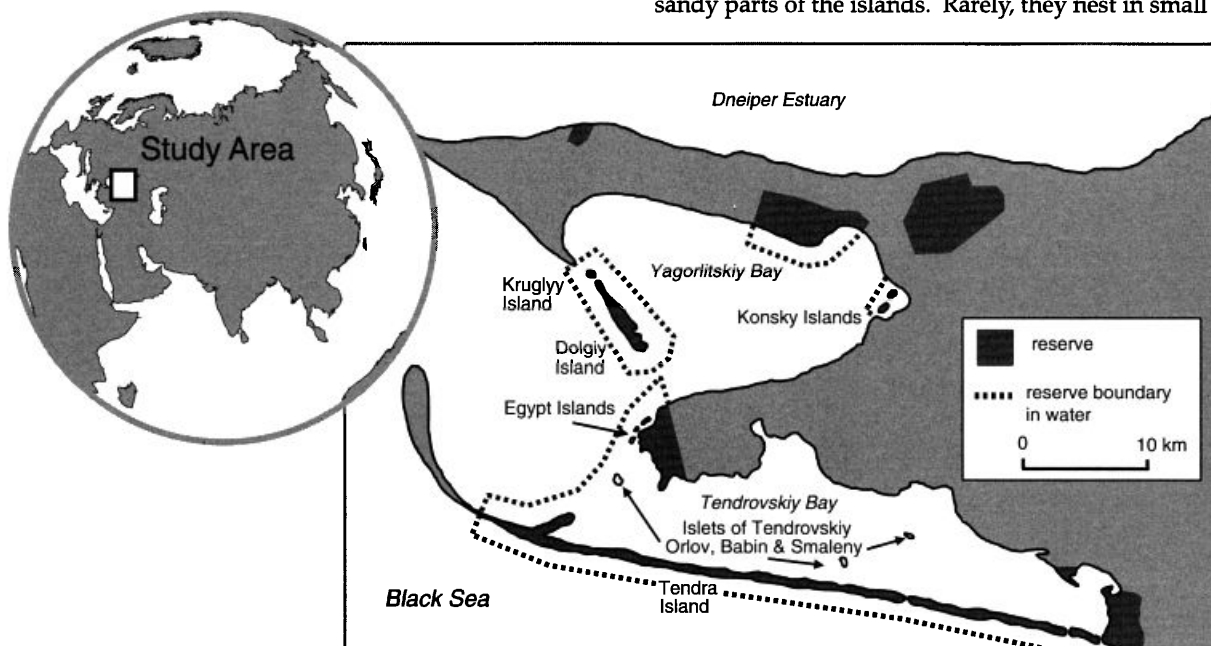 sandy parts of the islands. Rarely, they nest in small
Dneiper Estuary
Study Area
Yagorlitskiy Bay
Kruglyy
Island
Konsky Islands
Dolgiy
Island
Egypt Islands
reserve
reserve boundary
in water
0 10 km
Tendrovskiy Bay
Islets of Tendrovskiy
Orlov, Babin & Smaleny
Tendra
Island
Black Sea